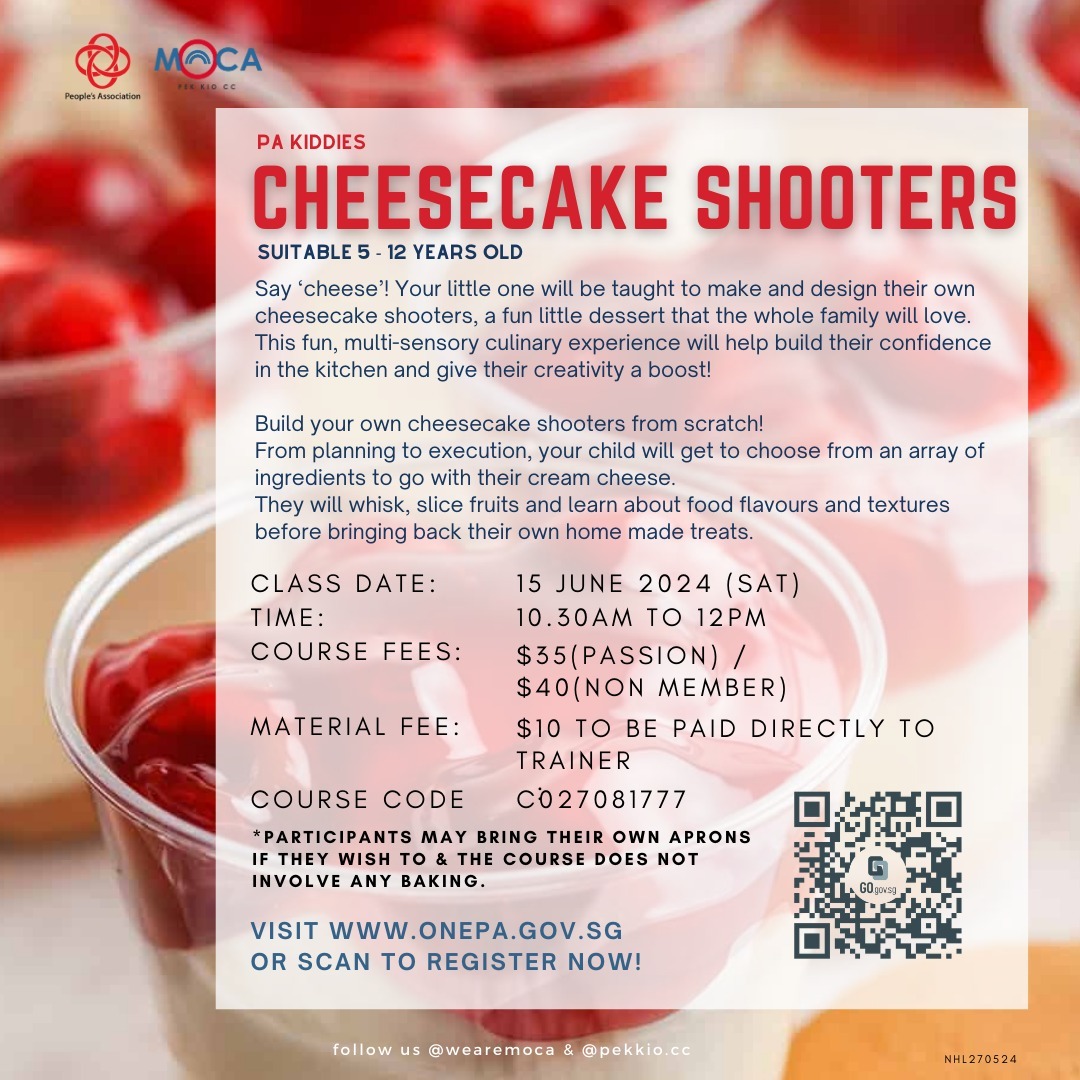 People's Association
MOCA
PEK KIO CC
PA KIDDIES
CHEESECAKE SHOOTERS
SUITABLE 5 - 12 YEARS OLD
Say ‘cheese’! Your little one will be taught to make and design their own
cheesecake shooters, a fun little dessert that the whole family will love.
This fun, multi-sensory culinary experience will help build their confidence
in the kitchen and give their creativity a boost!
Build your own cheesecake shooters from scratch!
From planning to execution, your child will get to choose from an array of
ingredients to go with their cream cheese.
They will whisk, slice fruits and learn about food flavours and textures
before bringing back their own home made treats.
CLASS DATE: 15 JUNE 2024 (SAT)
TIME: 10.30AM TO 12PM
COURSE FEES: $35(PASSION) /
$40(NON MEMBER)
MATERIAL FEE: $10 TO BE PAID DIRECTLY TO
TRAINER
COURSE CODE C027081777
*PARTICIPANTS MAY BRING THEIR OWN APRONS
IF THEY WISH TO & THE COURSE DOES NOT
INVOLVE ANY BAKING.
GO.gov.sg
VISIT WWW.ONEPA.GOV.SG
OR SCAN TO REGISTER NOW!
follow us @wearemoca & @pekkio.cc
NHL270524